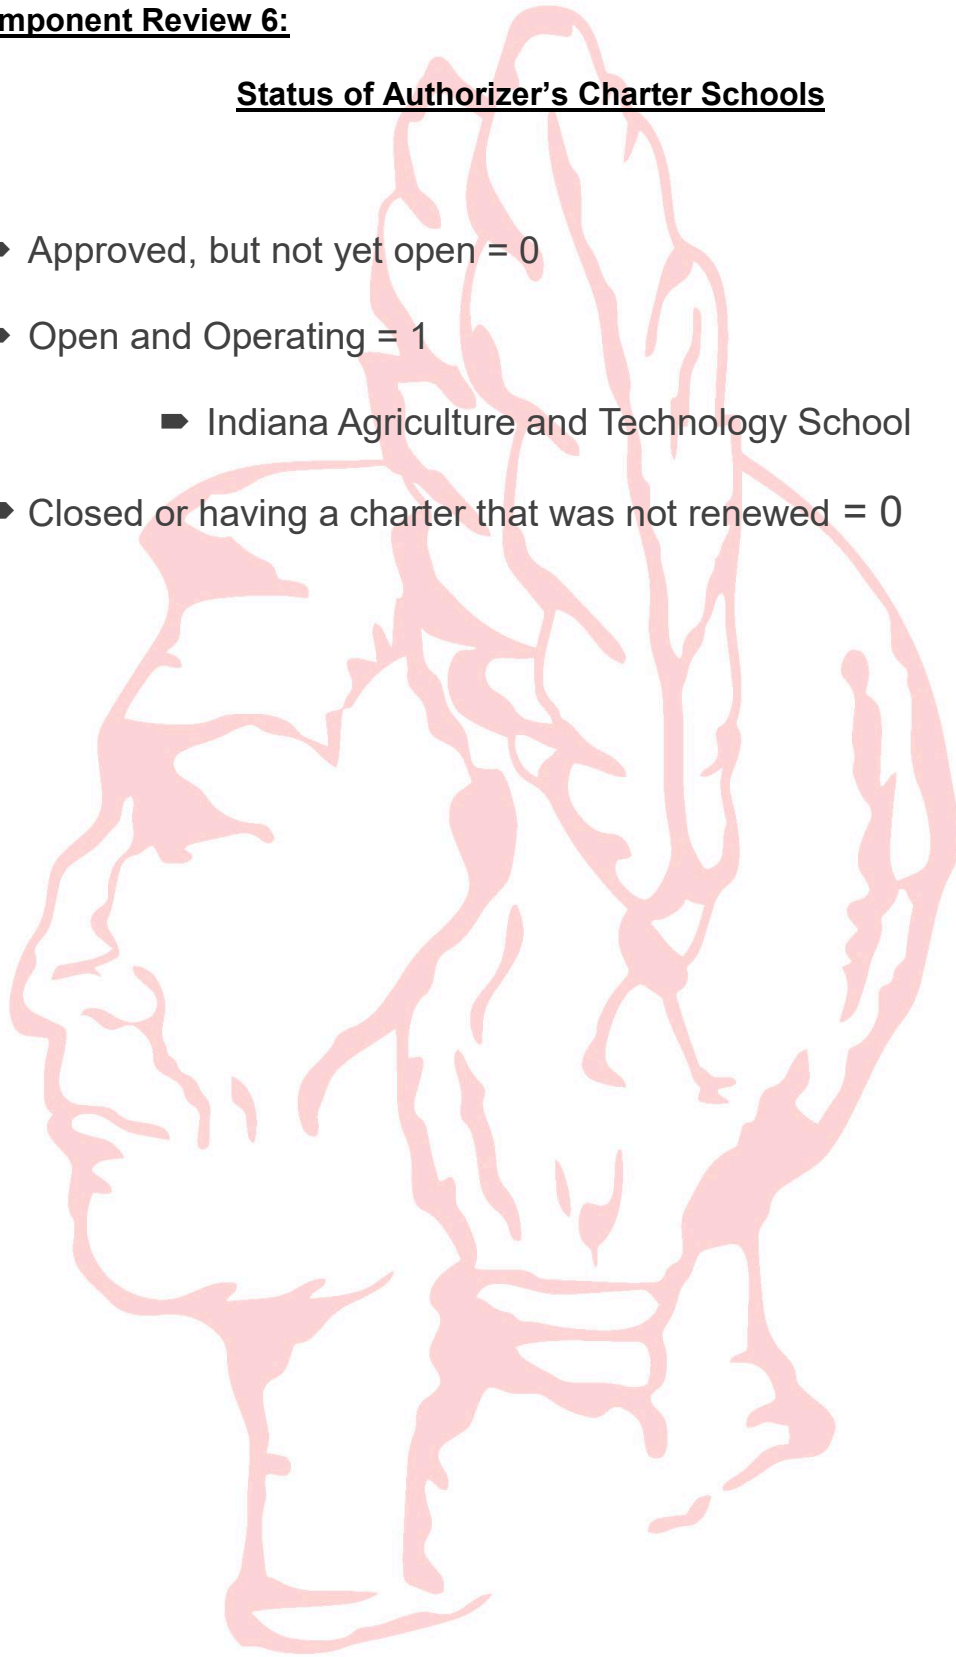 mponent Review 6:
Status of Authorizer’s Charter Schools
Approved, but not yet open = 0
Open and Operating = 1
Indiana Agriculture and Technology School
Closed or having a charter that was not renewed = 0